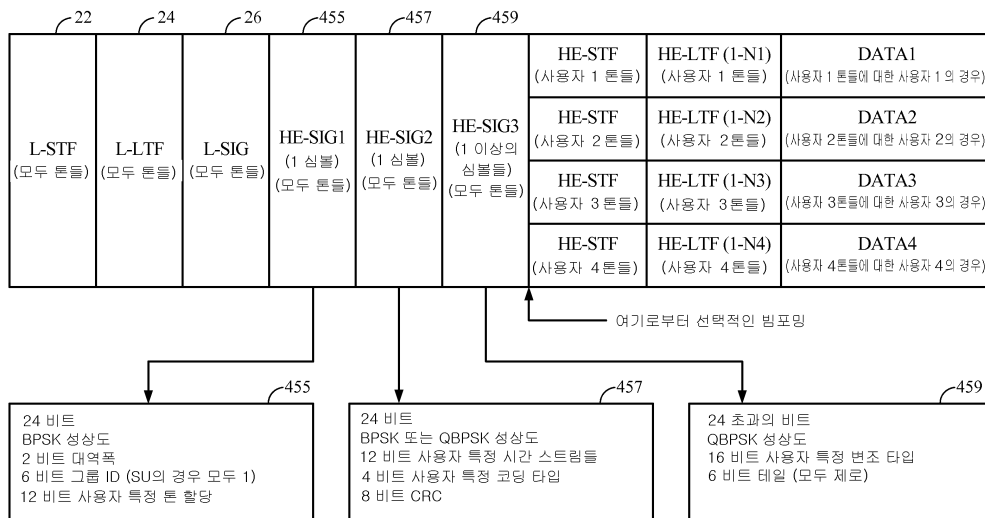 22
24
26
455
457
459
L-STF
(모두 톤들)
L-LTF
(모두 톤들)
L-SIG
(모두 톤들)
HE-SIG1
(1 심볼)
(모두 톤들)
HE-SIG2
(1 심볼)
(모두 톤들)
HE-SIG3
(1 이상의
심볼들)
(모두 톤들)
HE-STF
(사용자 1 톤들)
HE-LTF (1-N1)
(사용자 1 톤들)
DATA1
(사용자 1 톤들에 대한 사용자 1의 경우)
HE-STF
(사용자 2톤들)
HE-LTF (1-N2)
(사용자 2톤들)
DATA2
(사용자 2톤들에 대한 사용자 2의 경우)
HE-STF
(사용자 3톤들)
HE-LTF (1-N3)
(사용자 3톤들)
DATA3
(사용자 3톤들에 대한 사용자 3의 경우)
HE-STF
(사용자 4톤들)
HE-LTF (1-N4)
(사용자 4톤들)
DATA4
(사용자 4톤들에 대한 사용자 4의 경우)
여기로부터 선택적인 빔포밍
455
24 비트
BPSK 성상도
2 비트 대역폭
6 비트 그룹 ID (SU의 경우 모두 1)
12 비트 사용자 특정 톤 할당
457
24 비트
BPSK 또는 QBPSK 성상도
12 비트 사용자 특정 시간 스트림들
4 비트 사용자 특정 코딩 타입
8 비트 CRC
459
24 초과의 비트
QBPSK 성상도
16 비트 사용자 특정 변조 타입
6 비트 테일 (모두 제로)